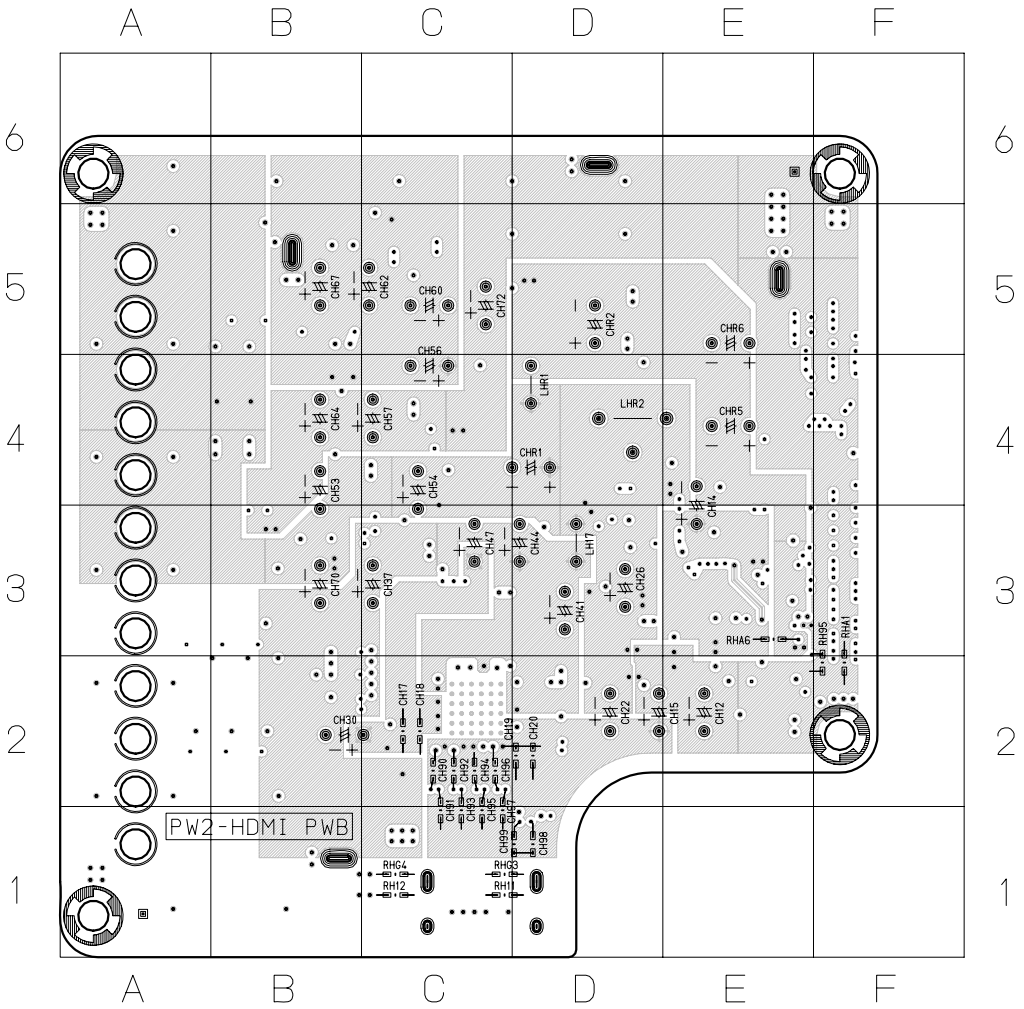 A B C D E F
6 6
5 5
CH67 CH62 CH60 CH72 CHR2 CHR6
CH56
4 4
LHR1 LHR2 CHR5
CH64 CH57
CHR1
CH53 CH54 CH14
3 3
CH47 CH44 LH17
CH70 CH37 CH41 CH26
RHA6 RH95 RHA1
2 2
CH17 CH18
CH30 CH19 CH20 CH22 CH15 CH12
CH90 CH92 CH94 CH96
CH91 CH93 CH95 CH97
PW2-HDMI PWB
CH99 CH98
RHG4 RHG3
1 1
RH12 RH11
A B C D E F